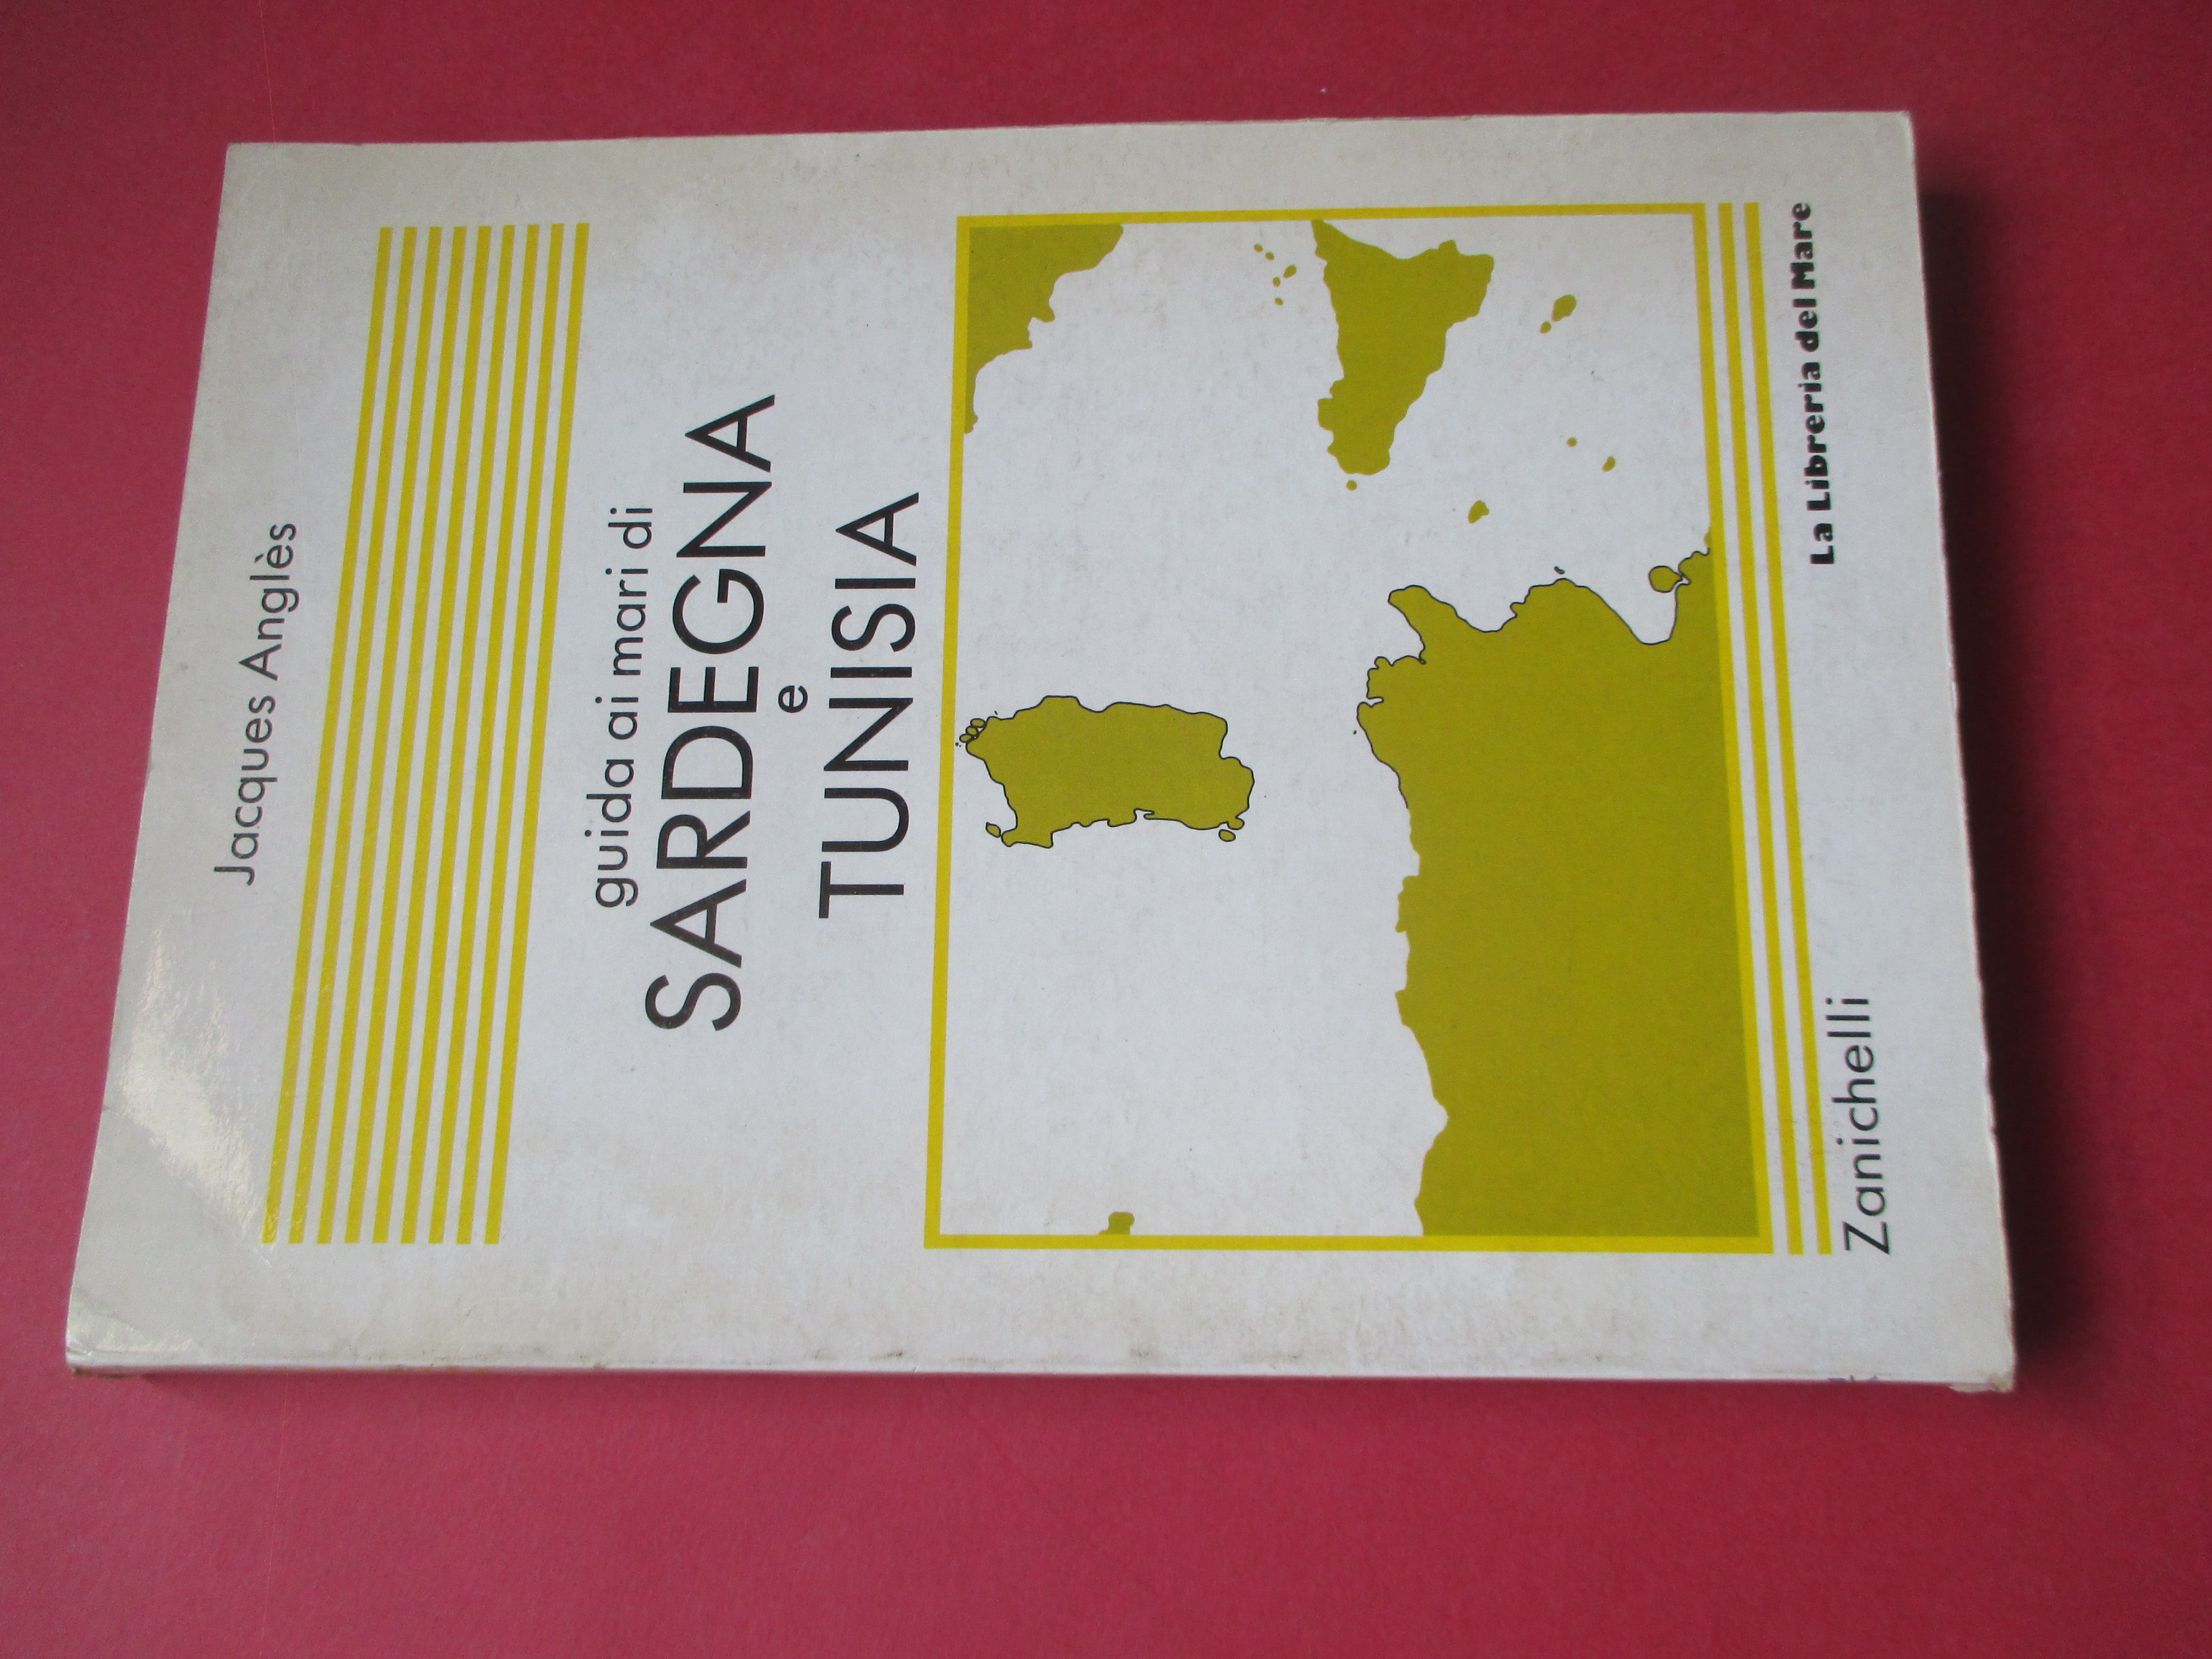 Jacques Anglès
guida ai mari di
SARDEGNA
e
TUNISIA
Zanichelli
La Libreria del Mare